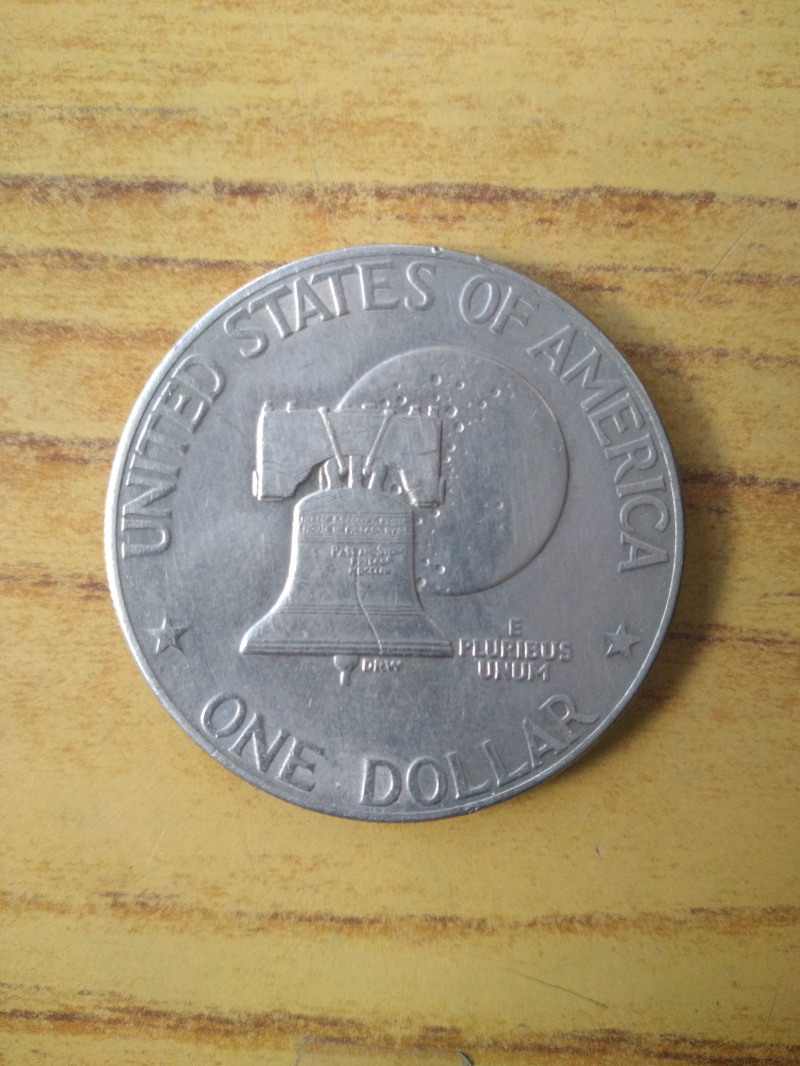 UNITED STATES OF AMERICA
E
PLURIBUS
UNUM
DRW
ONE DOLLAR